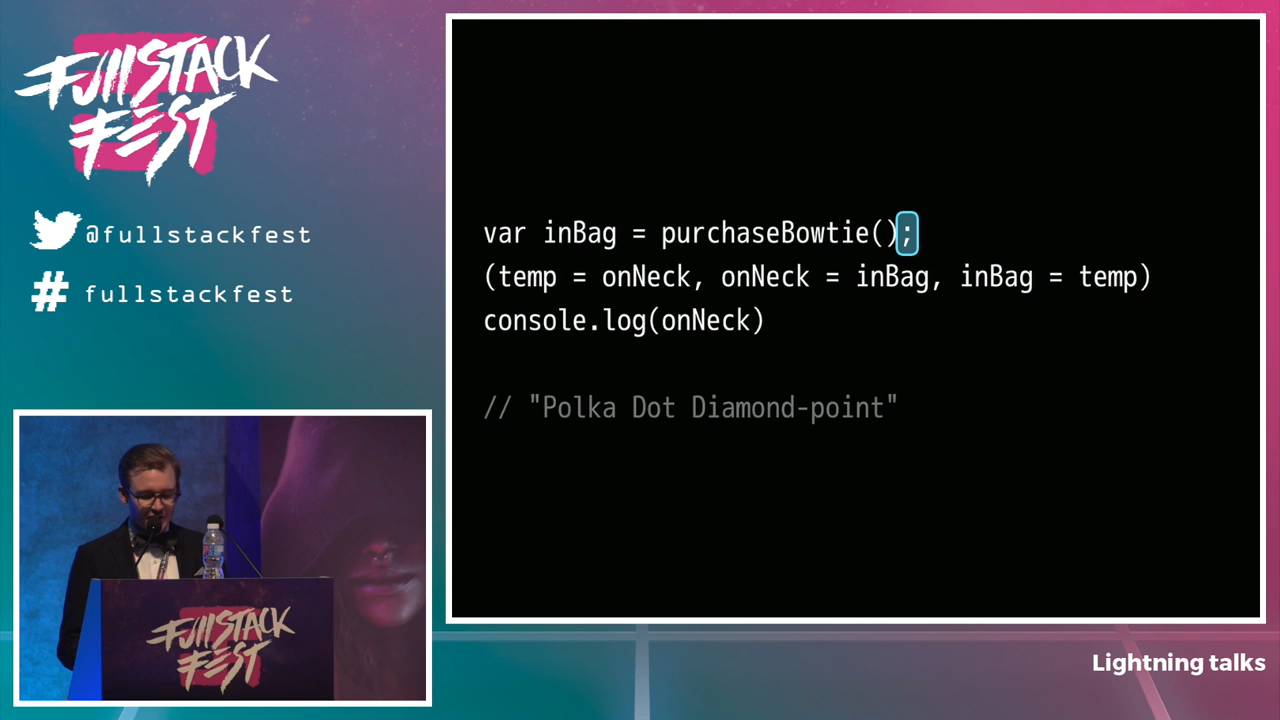 FullStack
Fest
@fullstackfest
# fullstackfest
var inBag = purchaseBowtie();
(temp = onNeck, onNeck = inBag, inBag = temp)
console.log(onNeck)
// "Polka Dot Diamond-point"
FullStack
Fest
Lightning talks